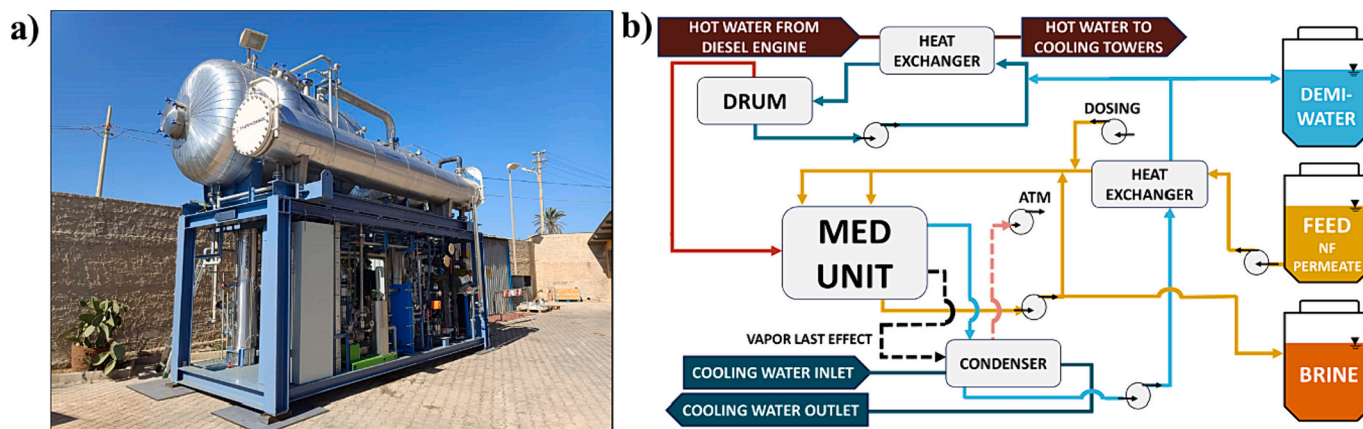 a)
b)
HOT WATER FROM
DIESEL ENGINE
HEAT
EXCHANGER
HOT WATER TO
COOLING TOWERS
DRUM
DOSING
DEMI-
WATER
HEAT
EXCHANGER
ATM
MED
UNIT
FEED
NF
PERMEATE
VAPOR LAST EFFECT
CONDENSER
COOLING WATER INLET
COOLING WATER OUTLET
BRINE